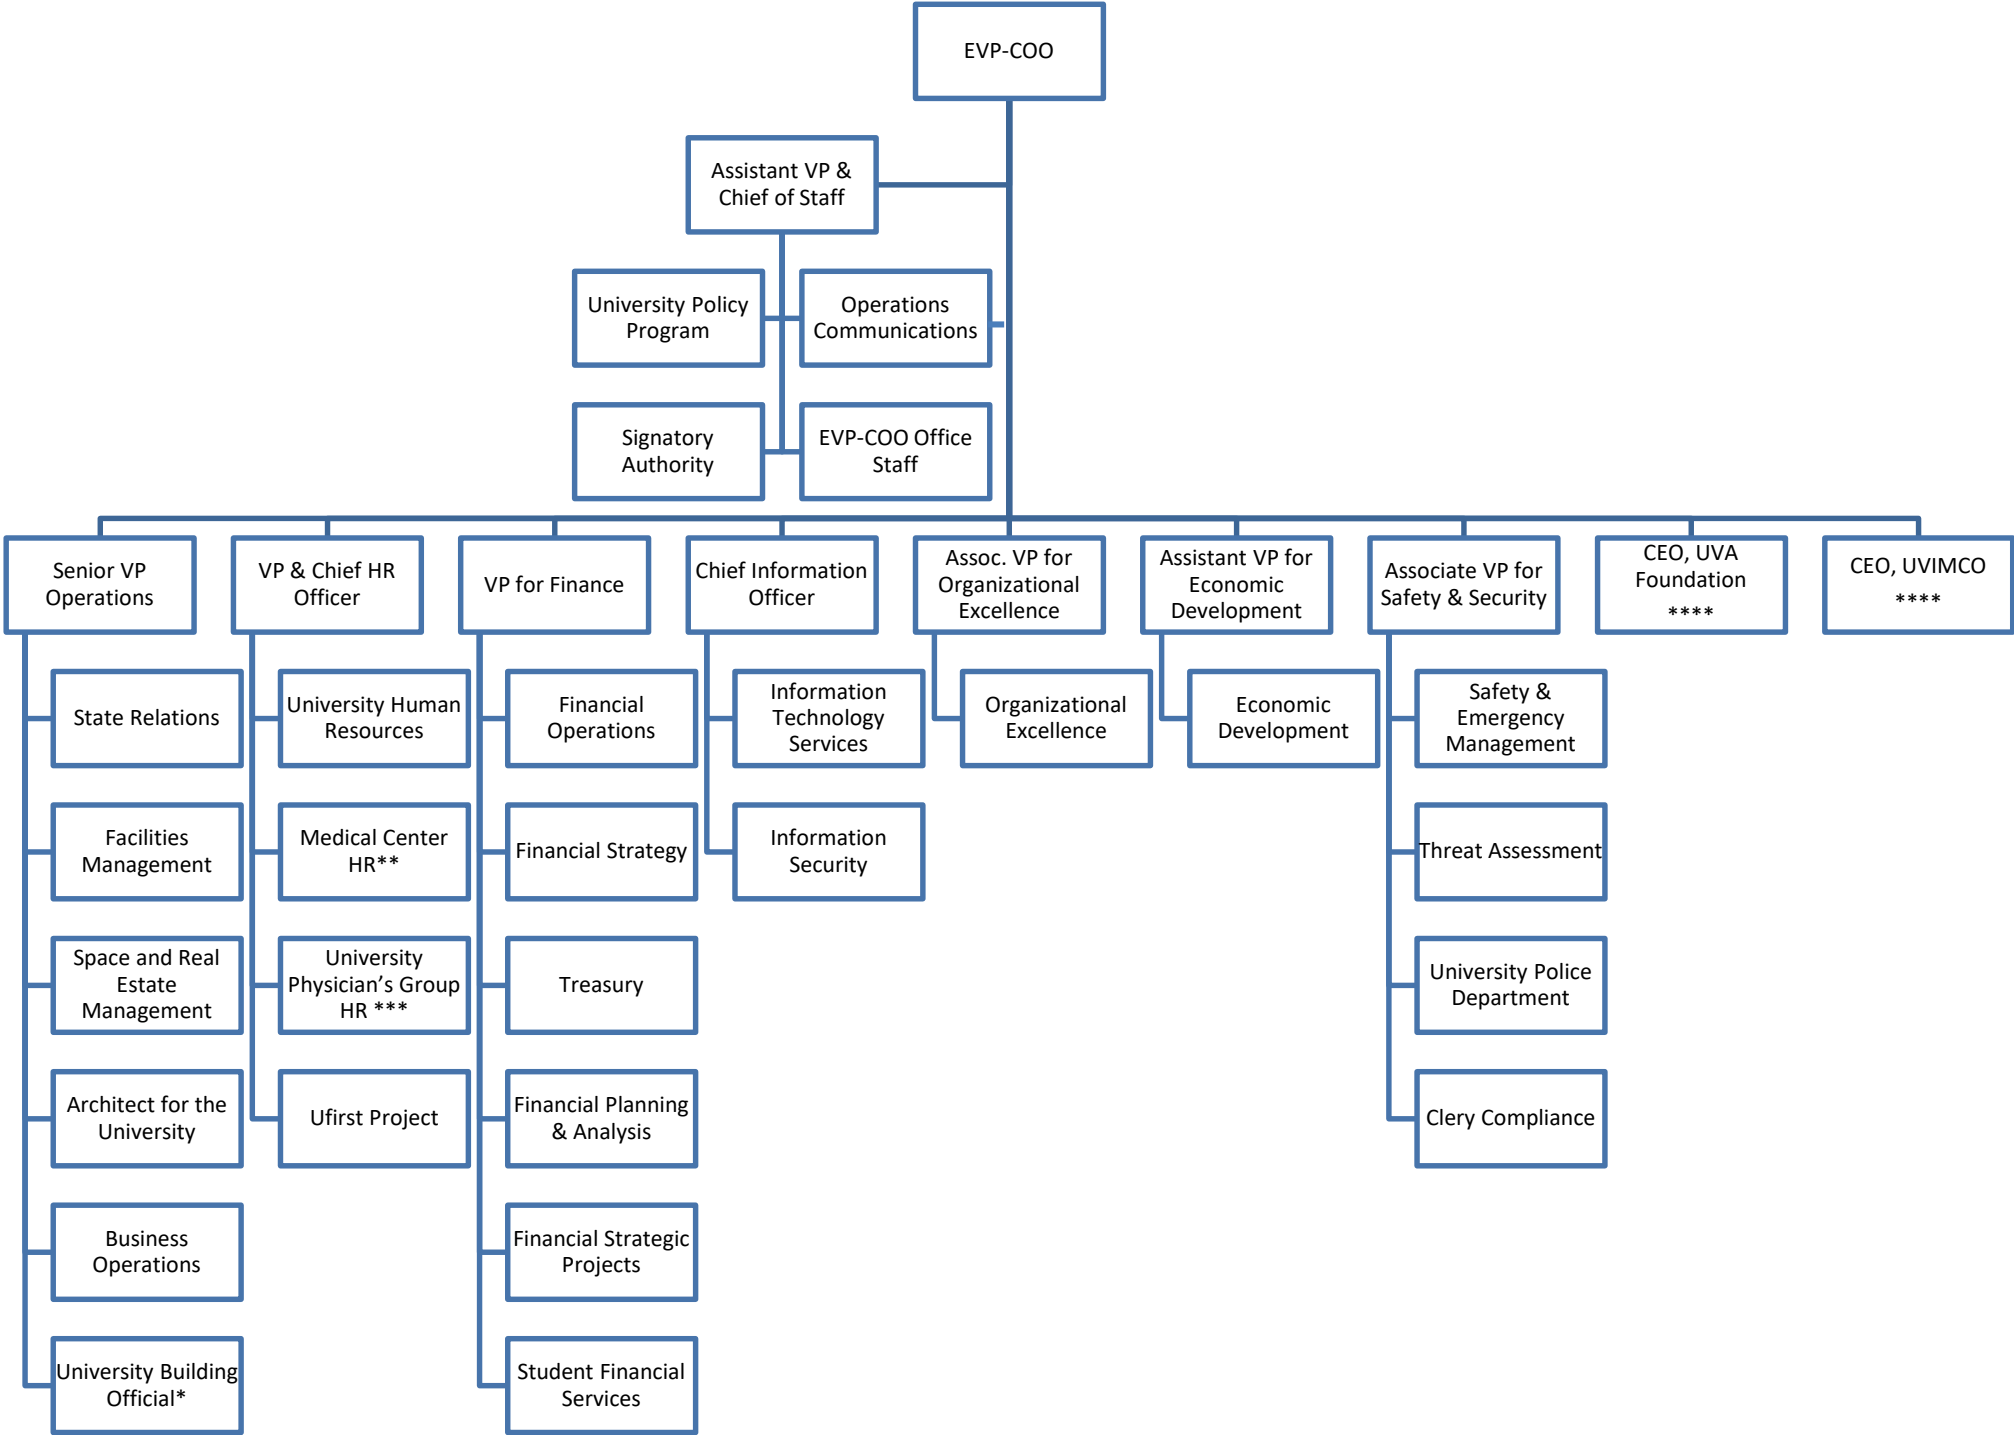 EVP-COO
Assistant VP &
Chief of Staff
University Policy
Program
Operations
Communications
Signatory
Authority
EVP-COO Office
Staff
Senior VP
Operations
VP & Chief HR
Officer
VP for Finance
Chief Information
Officer
Assoc. VP for
Organizational
Excellence
Assistant VP for
Economic
Development
Associate VP for
Safety & Security
CEO, UVA
Foundation
****
CEO, UVIMCO
****
State Relations
Facilities
Management
Space and Real
Estate
Management
Architect for the
University
Business
Operations
University Building
Official*
University Human
Resources
Medical Center
HR**
University
Physician’s Group
HR ***
Ufirst Project
Financial
Operations
Financial Strategy
Treasury
Financial Planning
& Analysis
Financial Strategic
Projects
Student Financial
Services
Information
Technology
Services
Information
Security
Organizational
Excellence
Economic
Development
Safety &
Emergency
Management
Threat Assessment
University Police
Department
Clery Compliance